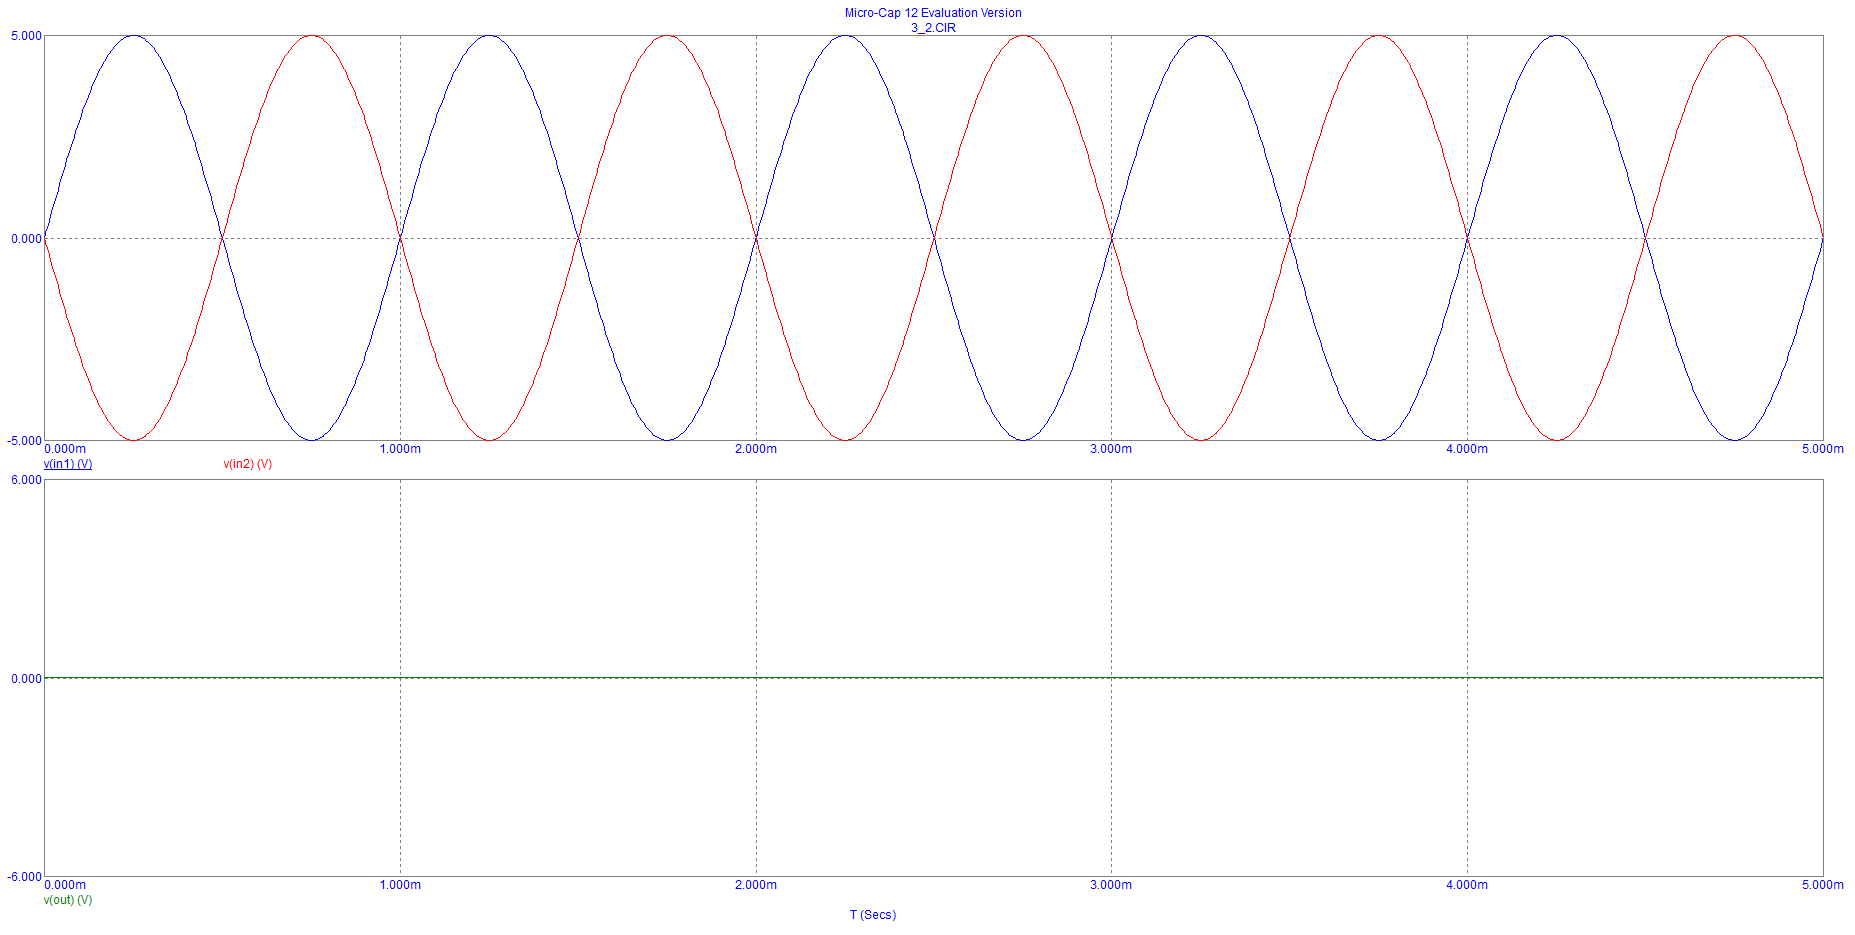 Micro-Cap 12 Evaluation Version
3_2.CIR
5.000
0.000
-5.000
0.000m 1.000m 2.000m 3.000m 4.000m 5.000m
v(in1) (V) v(in2) (V)
6.000
0.000
-6.000
0.000m 1.000m 2.000m 3.000m 4.000m 5.000m
v(out) (V)
T (Secs)